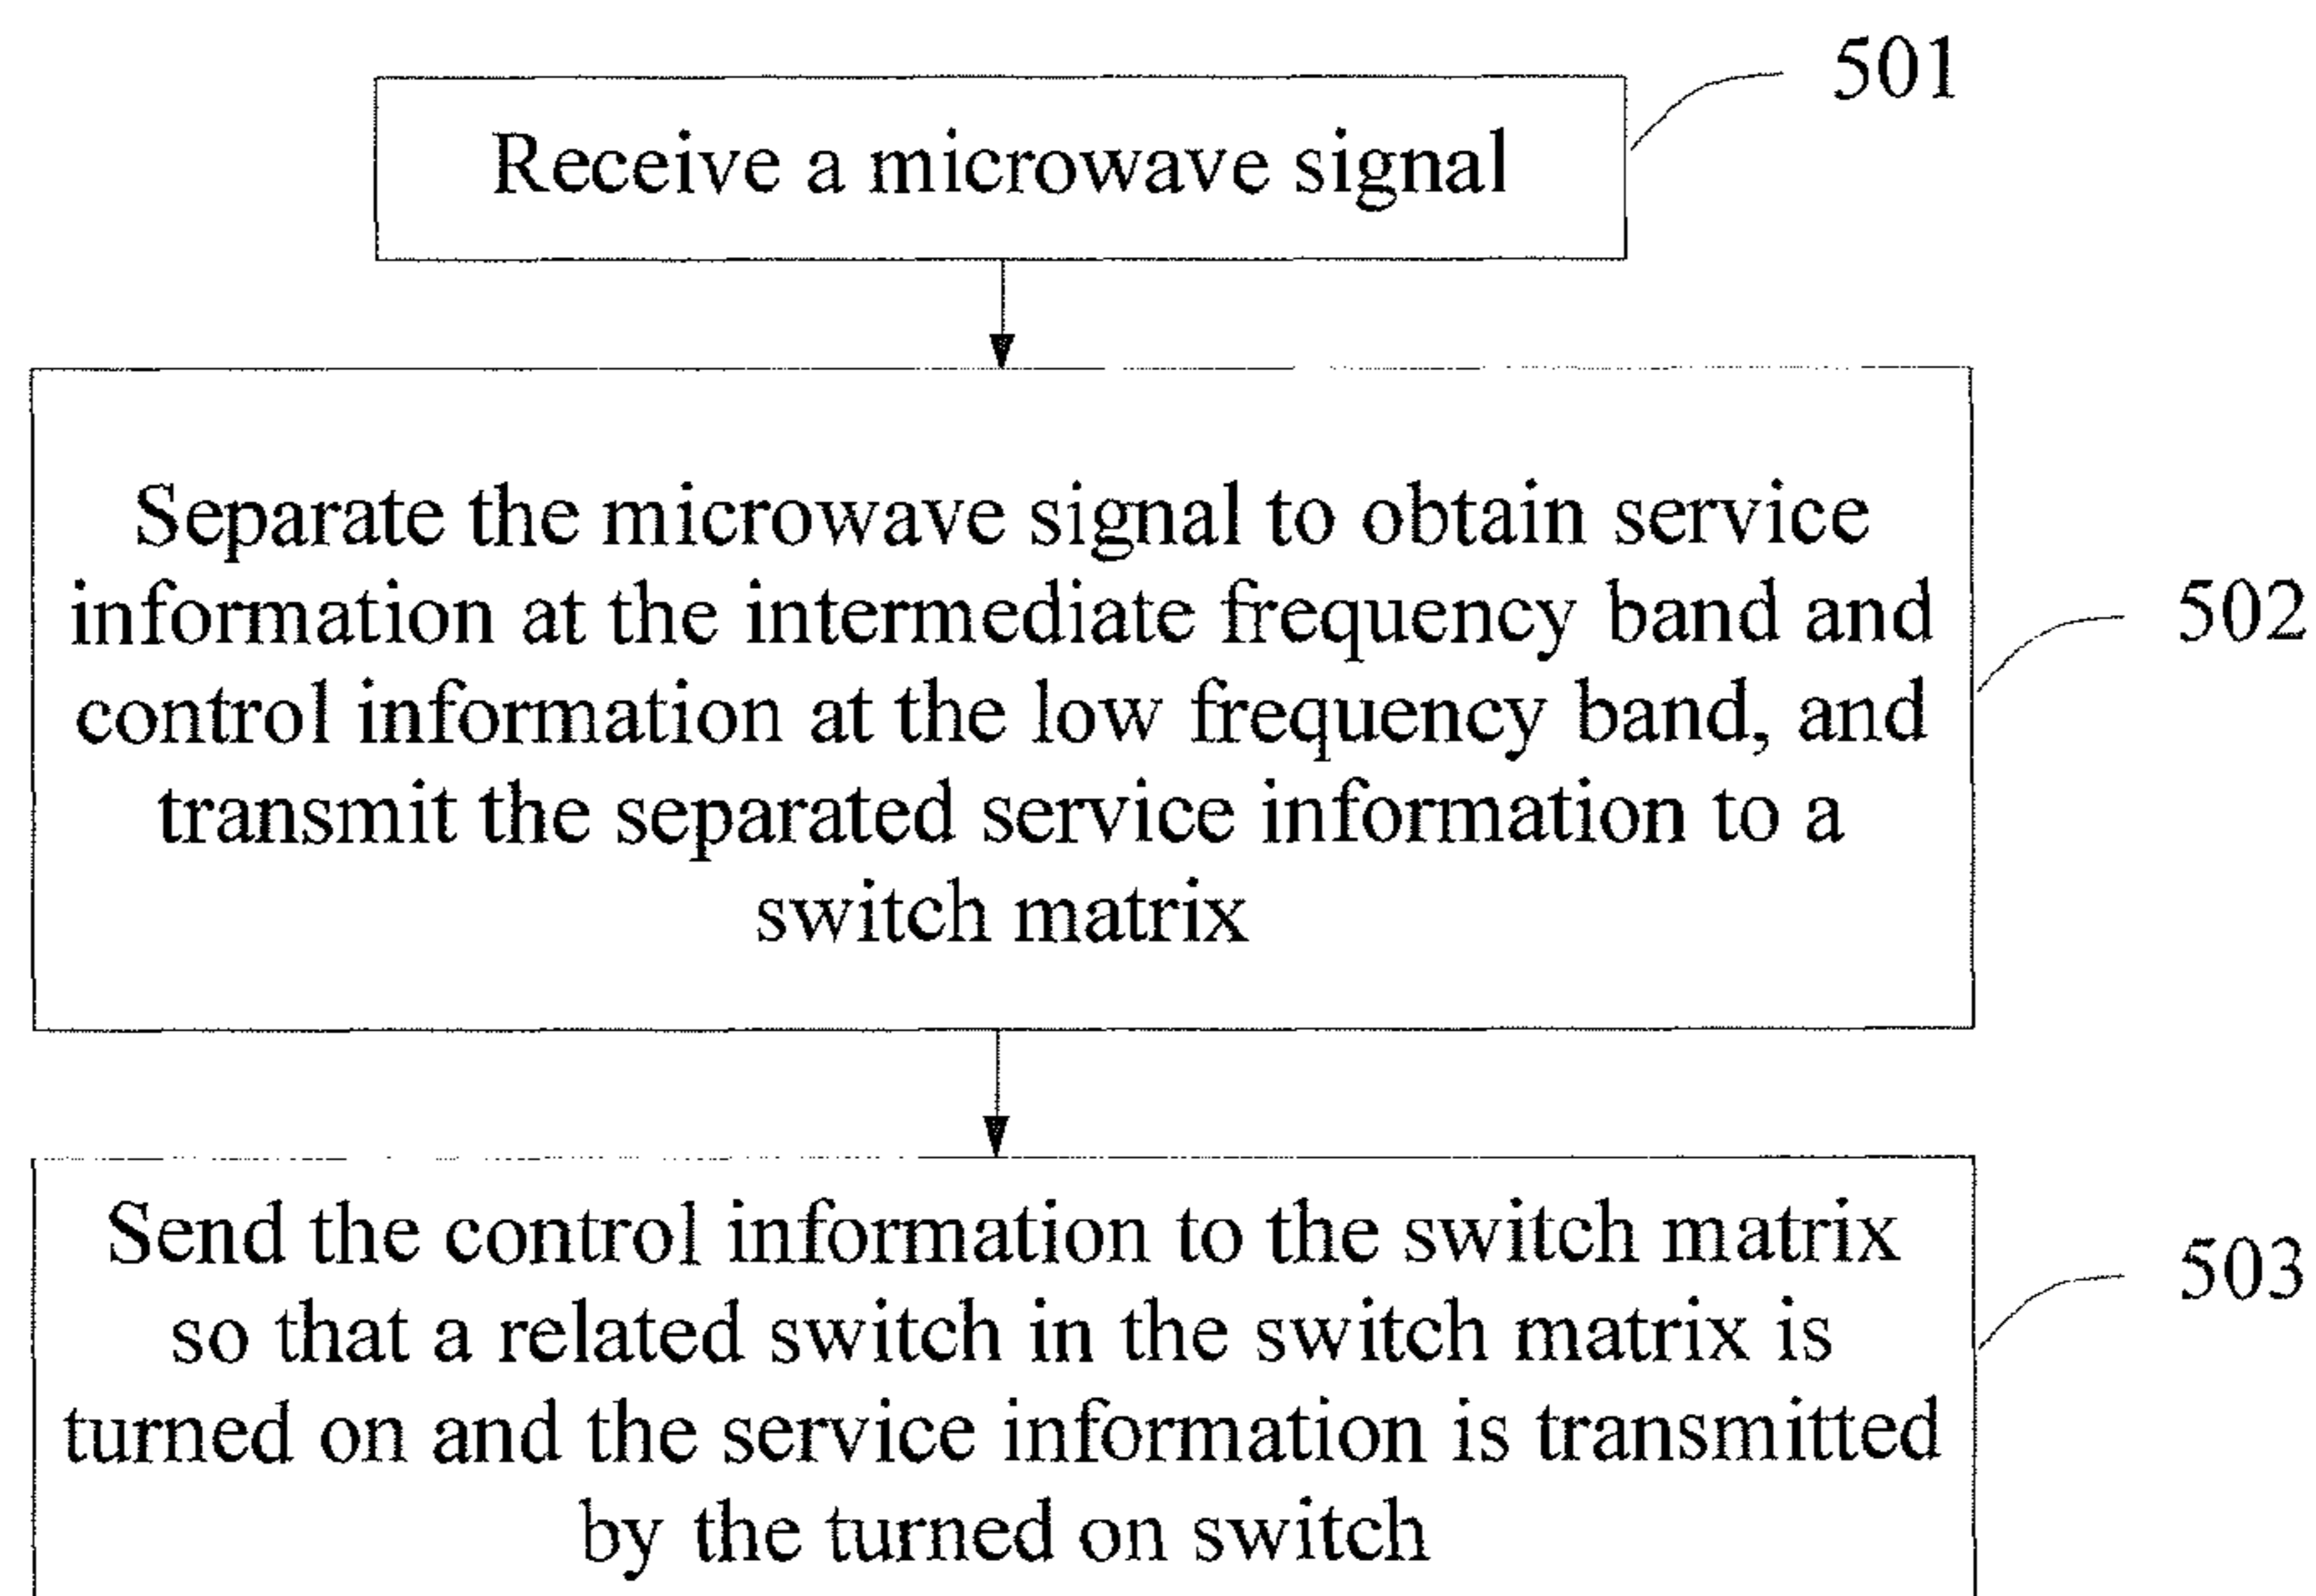 501
Receive a microwave signal
Separate the microwave signal to obtain service
information at the intermediate frequency band and
502
control information at the low frequency band, and
transmit the separated service information to a
switch matrix
Send the control information to the switch matrix
503
so that a related switch in the switch matrix is
turned on and the service information is transmitted
by the turned on switch